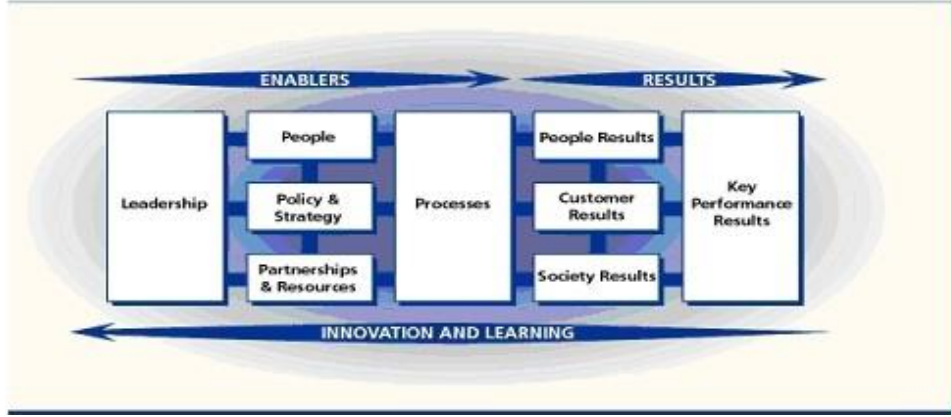 ENABLERS
RESULTS
Leadership
People
Policy &
Strategy
Partnerships
& Resources
Processes
People Results
Customer
Results
Society Results
Key
Performance
Results
INNOVATION AND LEARNING